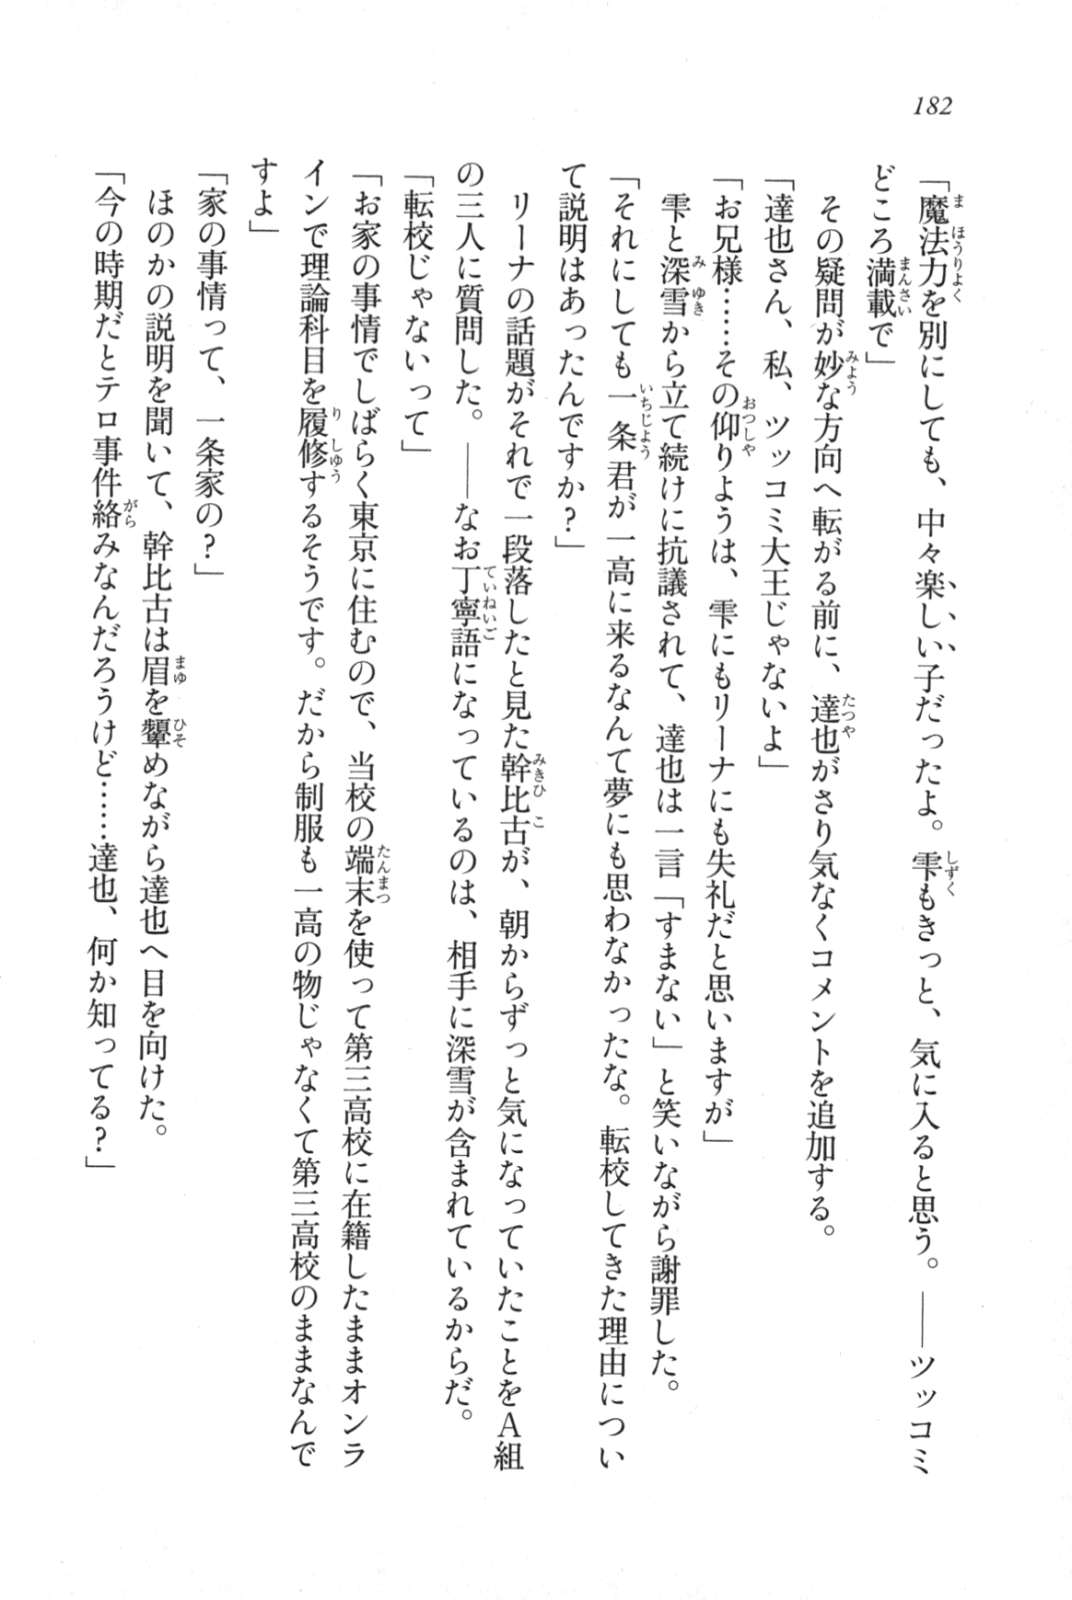 182
「魔法力を別にしても、中々楽しい子だったよ。雫もきっと、気に入ると思う。――ツッコミ
どころ満載で」
その疑問が妙な方向へ転がる前に、達也がさり気なくコメントを追加する。
「達也さん、私、ツッコミ大王じゃないよ」
「お兄様……その仰りようは、雫にもリーナにも失礼だと思いますが」
雫と深雪から立て続けに抗議されて、達也は一言「すまない」と笑いながら謝罪した。
「それにしても一条君が一高に来るなんて夢にも思わなかったな。転校してきた理由につい
て説明はあったんですか?」
リーナの話題がそれで一段落したと見た幹比古が、朝からずっと気になっていたことをA組
の三人に質問した。――なお丁寧語になっているのは、相手に深雪が含まれているからだ。
「転校じゃないって」
「お家の事情でしばらく東京に住むので、当校の端末を使って第三高校に在籍したままオンラ
インで理論科目を履修するそうです。だから制服も一高の物じゃなくて第三高校のままなんで
すよ」
「家の事情って、一条家の?」
ほのかの説明を聞いて、幹比古は眉を顰めながら達也へ目を向けた。
「今の時期だとテロ事件絡みなんだろうけど……達也、何か知ってる?」